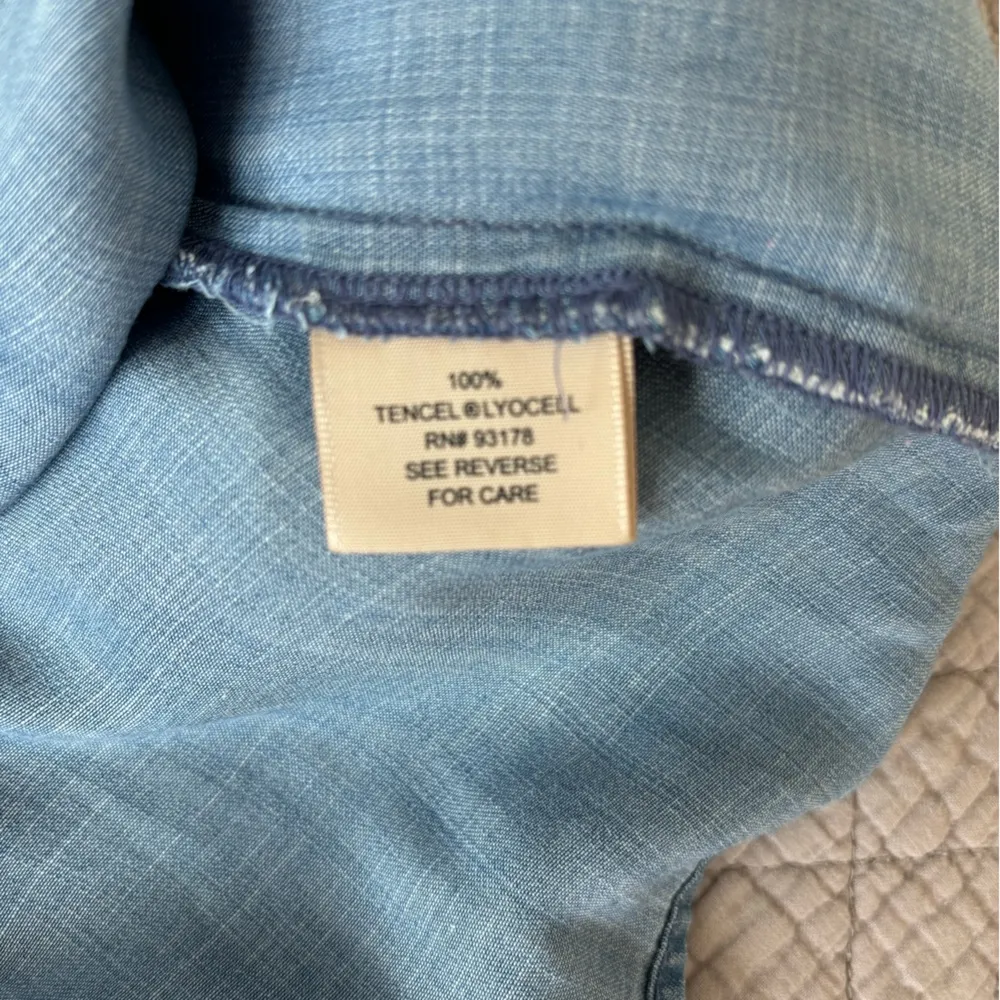 100%
TENCEL®LYOCELL
RN# 93178
SEE REVERSE
FOR CARE